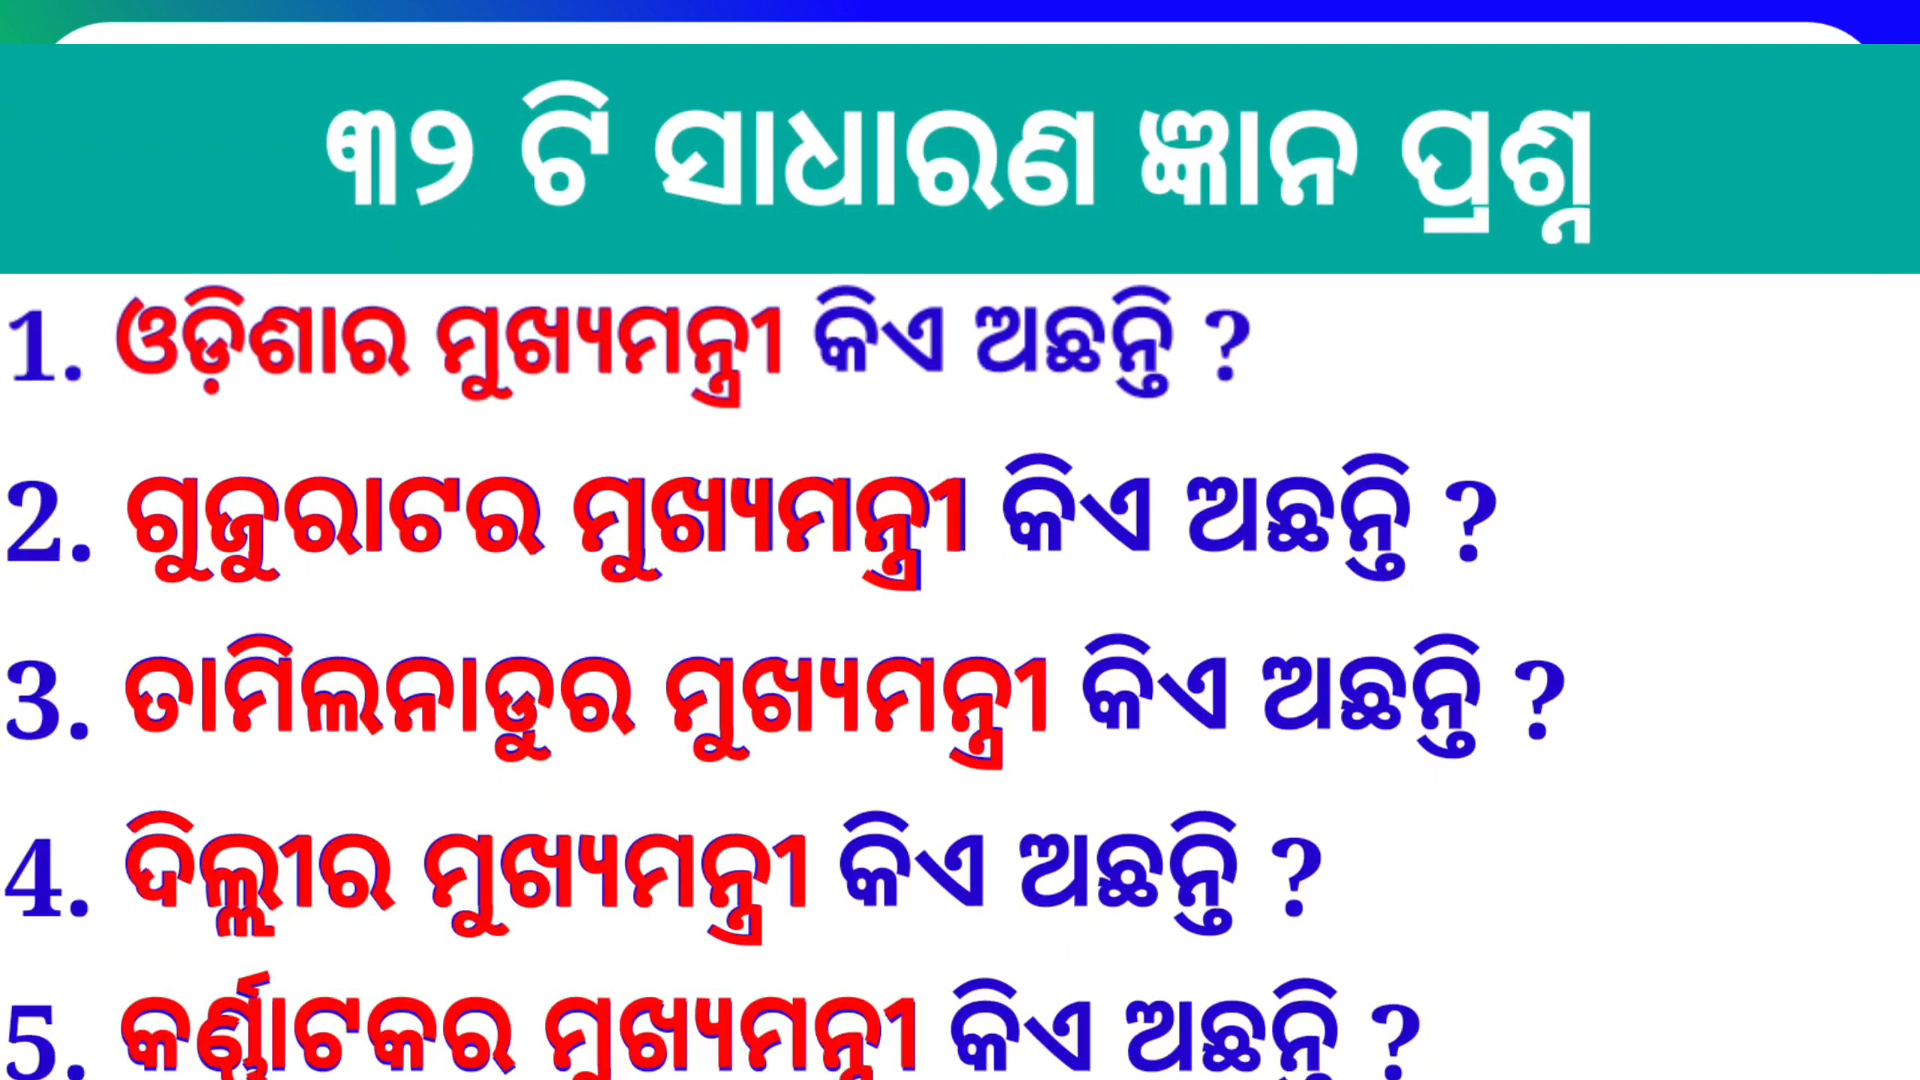 ୩୨ ଟି ସାଧାରଣ ଜ୍ଞାନ ପ୍ରଶ୍ନ
1. ଓଡ଼ିଶାର ମୁଖ୍ୟମନ୍ତ୍ରୀ କିଏ ଅଛନ୍ତି ?
2. ଗୁଜୁରାଟର ମୁଖ୍ୟମନ୍ତ୍ରୀ କିଏ ଅଛନ୍ତି ?
3. ତାମିଲନାଡୁର ମୁଖ୍ୟମନ୍ତ୍ରୀ କିଏ ଅଛନ୍ତି ?
4. ଦିଲ୍ଲୀର ମୁଖ୍ୟମନ୍ତ୍ରୀ କିଏ ଅଛନ୍ତି ?
5. କର୍ଣ୍ଣାଟକର ମୁଖ୍ୟମନ୍ତ୍ରୀ କିଏ ଅଛନ୍ତି ?